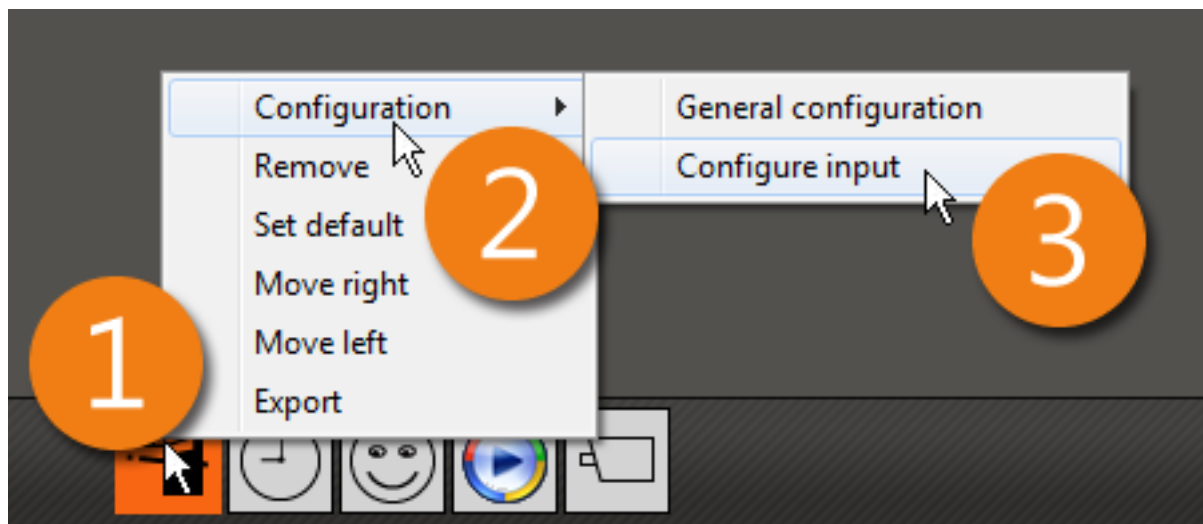 Configuration
General configuration
Remove
Configure input
2
Set default
3
Move right
1
Move left
Export